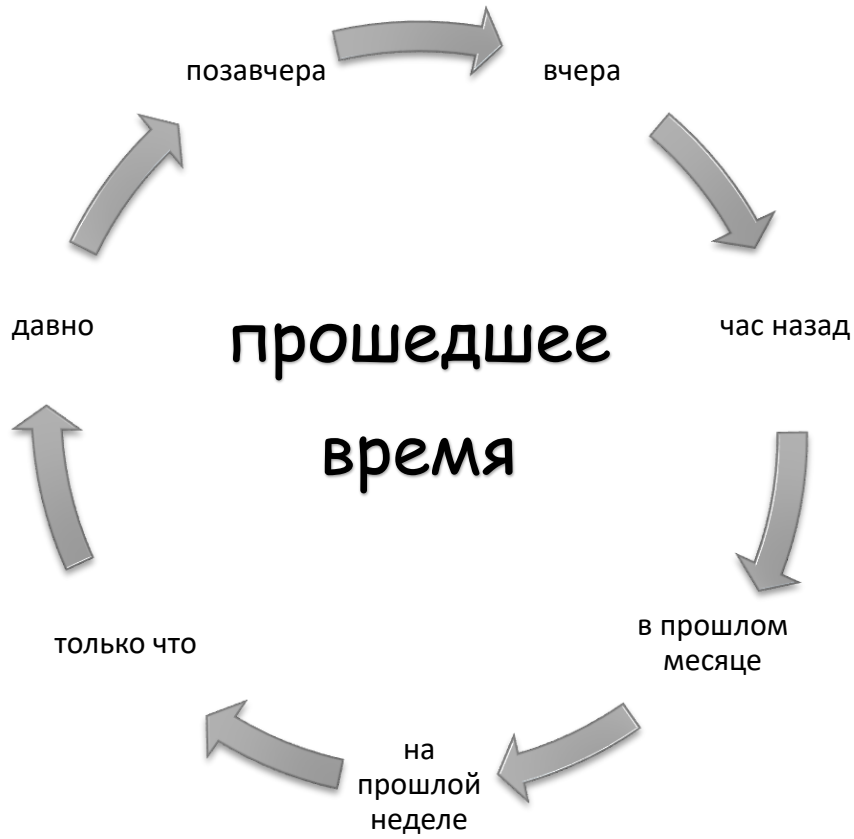 позавчера
вчера
давно
час назад
прошедшее
время
в прошлом
месяце
только что
на
прошлой
неделе